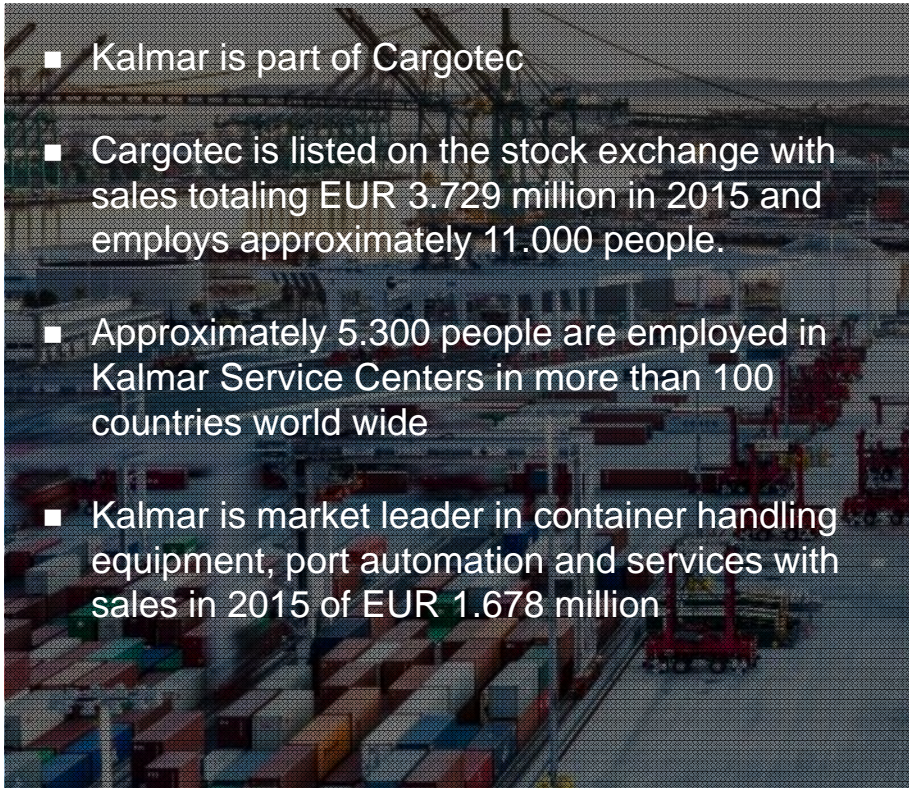 ▪ Kalmar is part of Cargotec
▪ Cargotec is listed on the stock exchange with
sales totaling EUR 3.729 million in 2015 and
employs approximately 11.000 people.
▪ Approximately 5.300 people are employed in
Kalmar Service Centers in more than 100
countries world wide
▪ Kalmar is market leader in container handling
equipment, port automation and services with
sales in 2015 of EUR 1.678 million